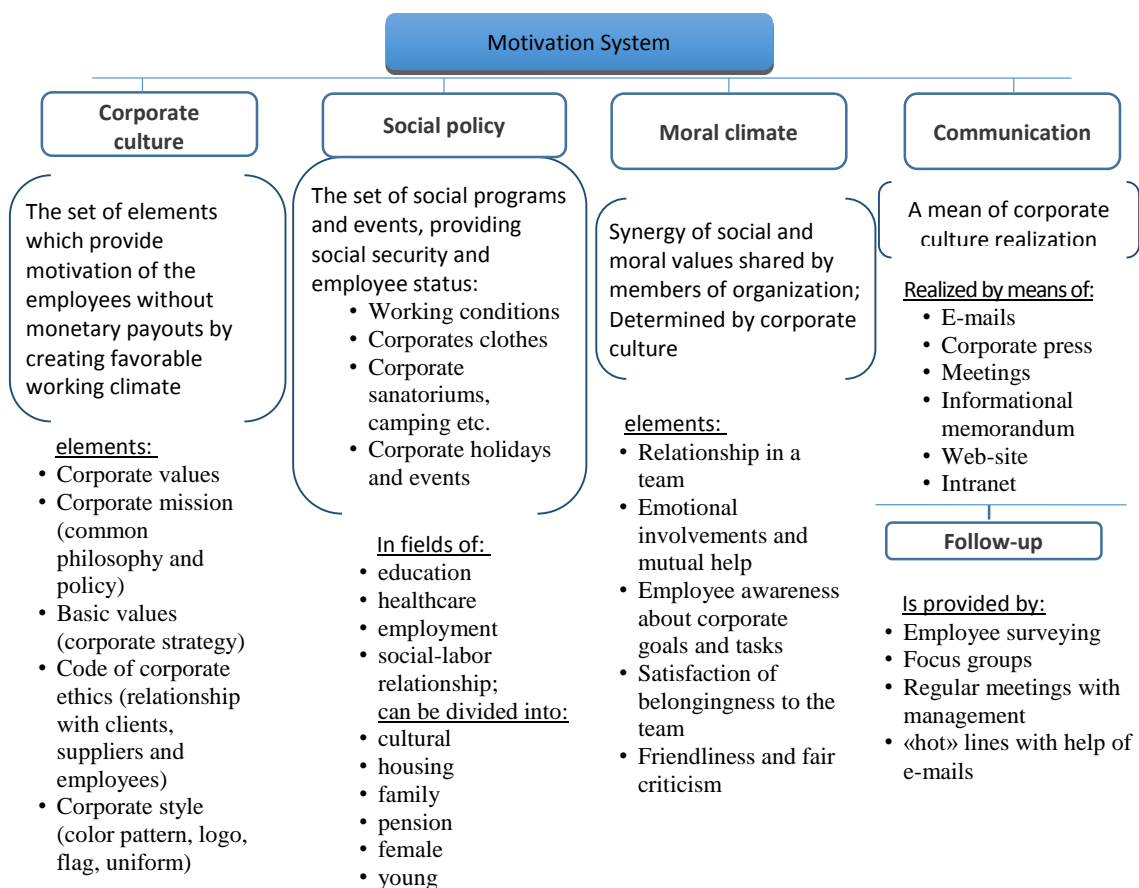 Motivation System
Corporate
culture
The set of elements
which provide
motivation of the
employees without
monetary payouts by
creating favorable
working climate
elements:
• Corporate values
• Corporate mission
(common
philosophy and
policy)
• Basic values
(corporate strategy)
• Code of corporate
ethics (relationship
with clients,
suppliers and
employees)
• Corporate style
(color pattern, logo,
flag, uniform)
Social policy
The set of social programs
and events, providing
social security and
employee status:
• Working conditions
• Corporates clothes
• Corporate
sanatoriums,
camping etc.
• Corporate holidays
and events
In fields of:
• education
• healthcare
• employment
• social-labor
relationship;
can be divided into:
• cultural
• housing
• family
• pension
• female
• young
Moral climate
Synergy of social and
moral values shared by
members of organization;
Determined by corporate
culture
elements:
• Relationship in a
team
• Emotional
involvements and
mutual help
• Employee awareness
about corporate
goals and tasks
• Satisfaction of
belongingness to the
team
• Friendliness and fair
criticism
Communication
A mean of corporate
culture realization
Realized by means of:
• E-mails
• Corporate press
• Meetings
• Informational
memorandum
• Web-site
• Intranet
Follow-up
Is provided by:
• Employee surveying
• Focus groups
• Regular meetings with
management
• «hot» lines with help of
e-mails